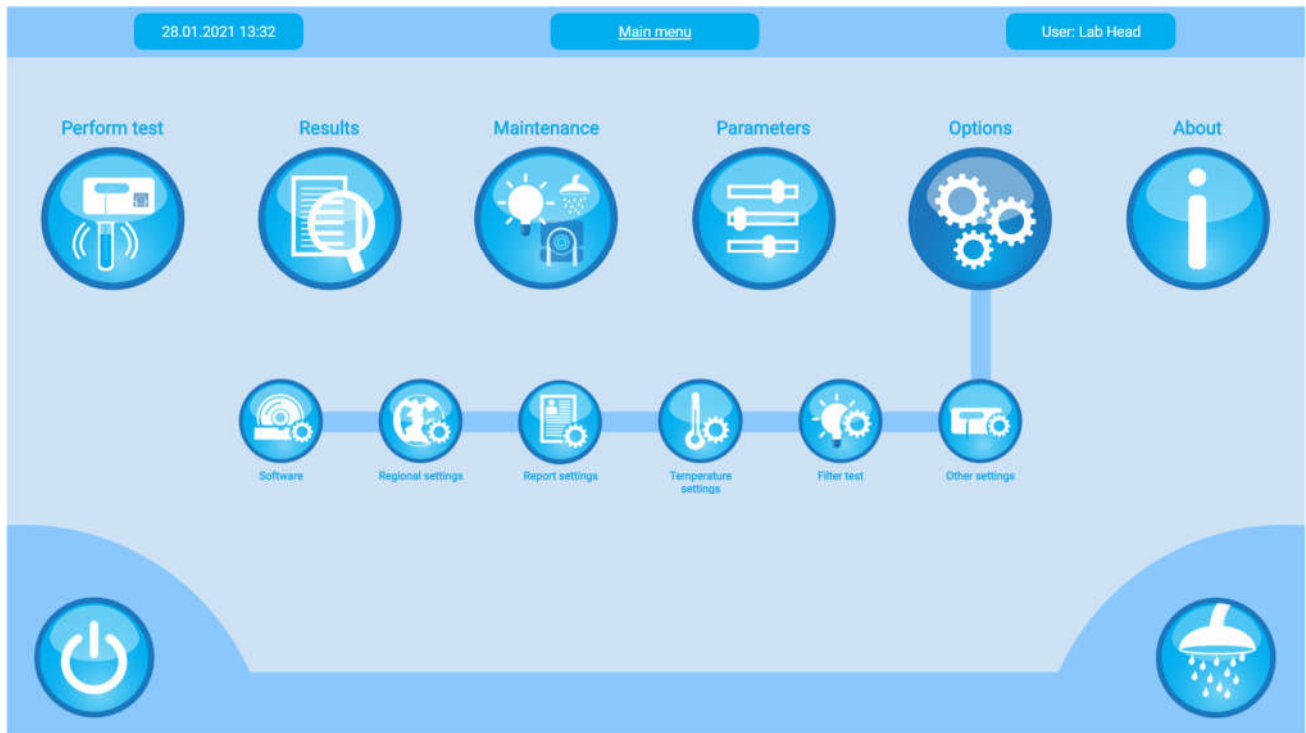 28.01.2021 13:32
Main menu
User: Lab Head
Perform test
Results
Maintenance
Parameters
Options
About
Software
Regional settings
Report settings
Temperature
settings
Filter test
Other settings